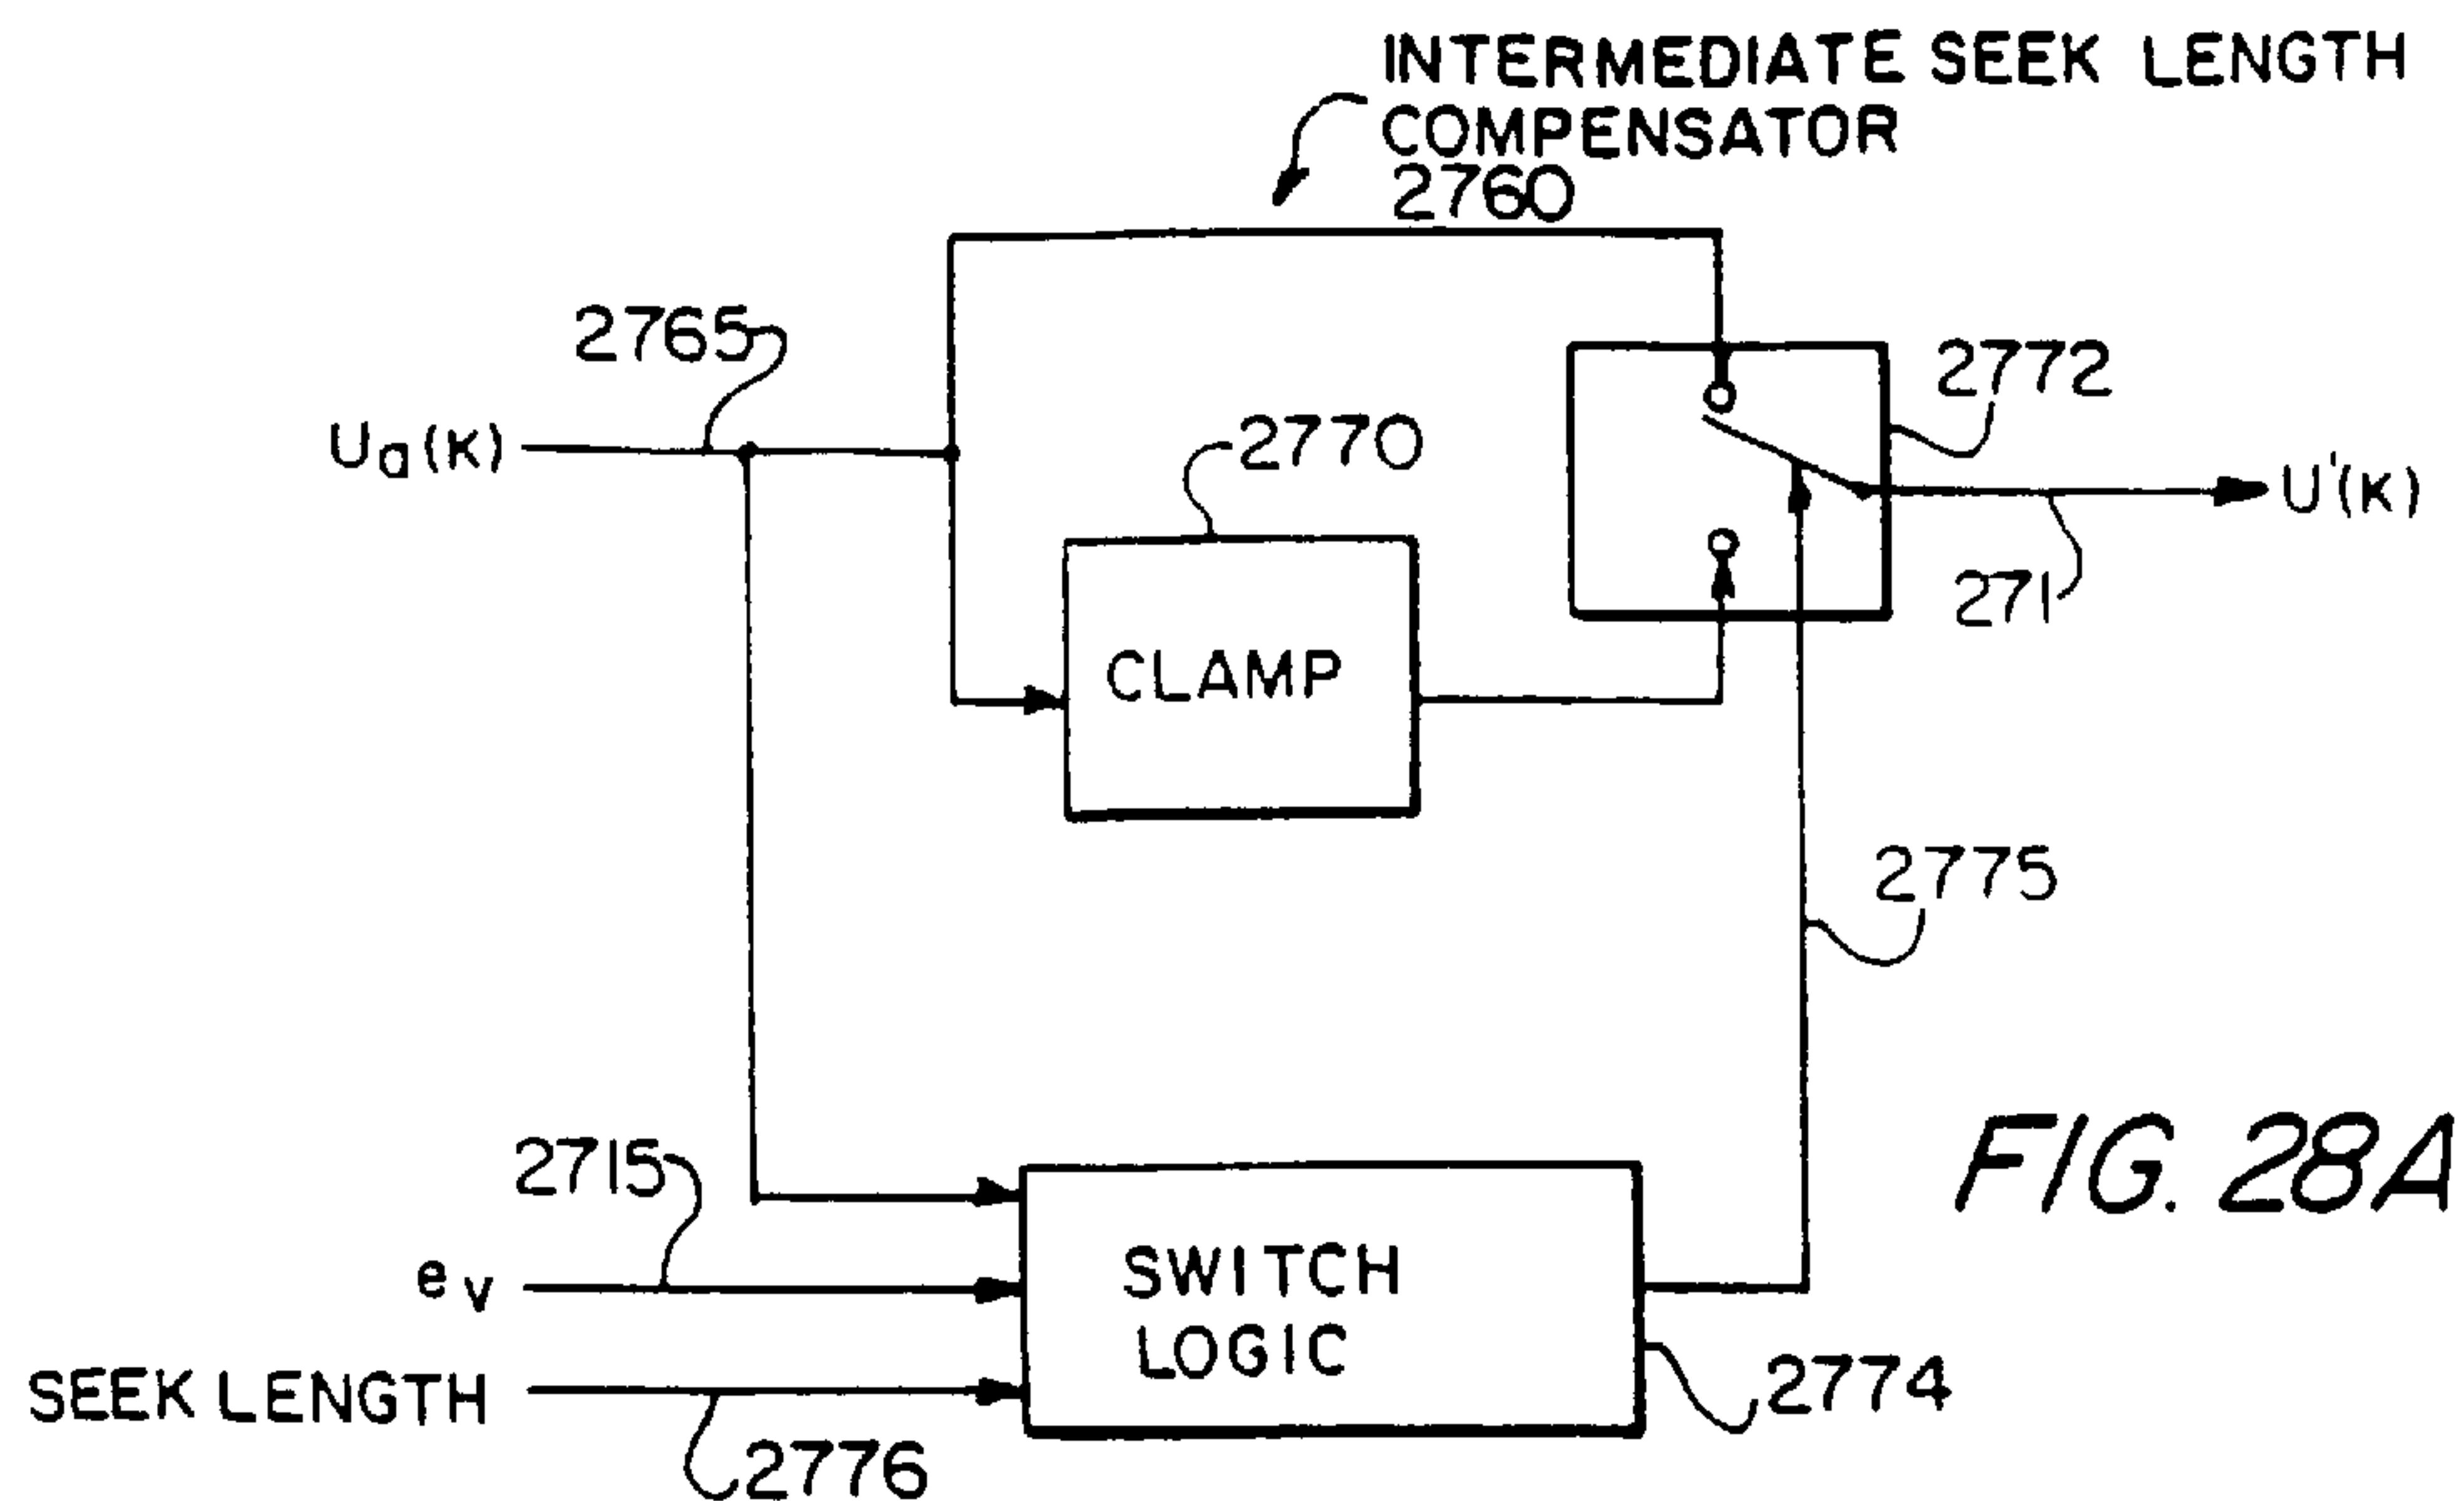 INTERMEDIATE SEEK LENGTH
COMPENSATOR
2760
2765
2772
Ua(K)
2770
U'(K)
271
CLAMP
2775
FIG. 28A
2715
SWITCH
LOGIC
ev
2774
SEEK LENGTH
2776